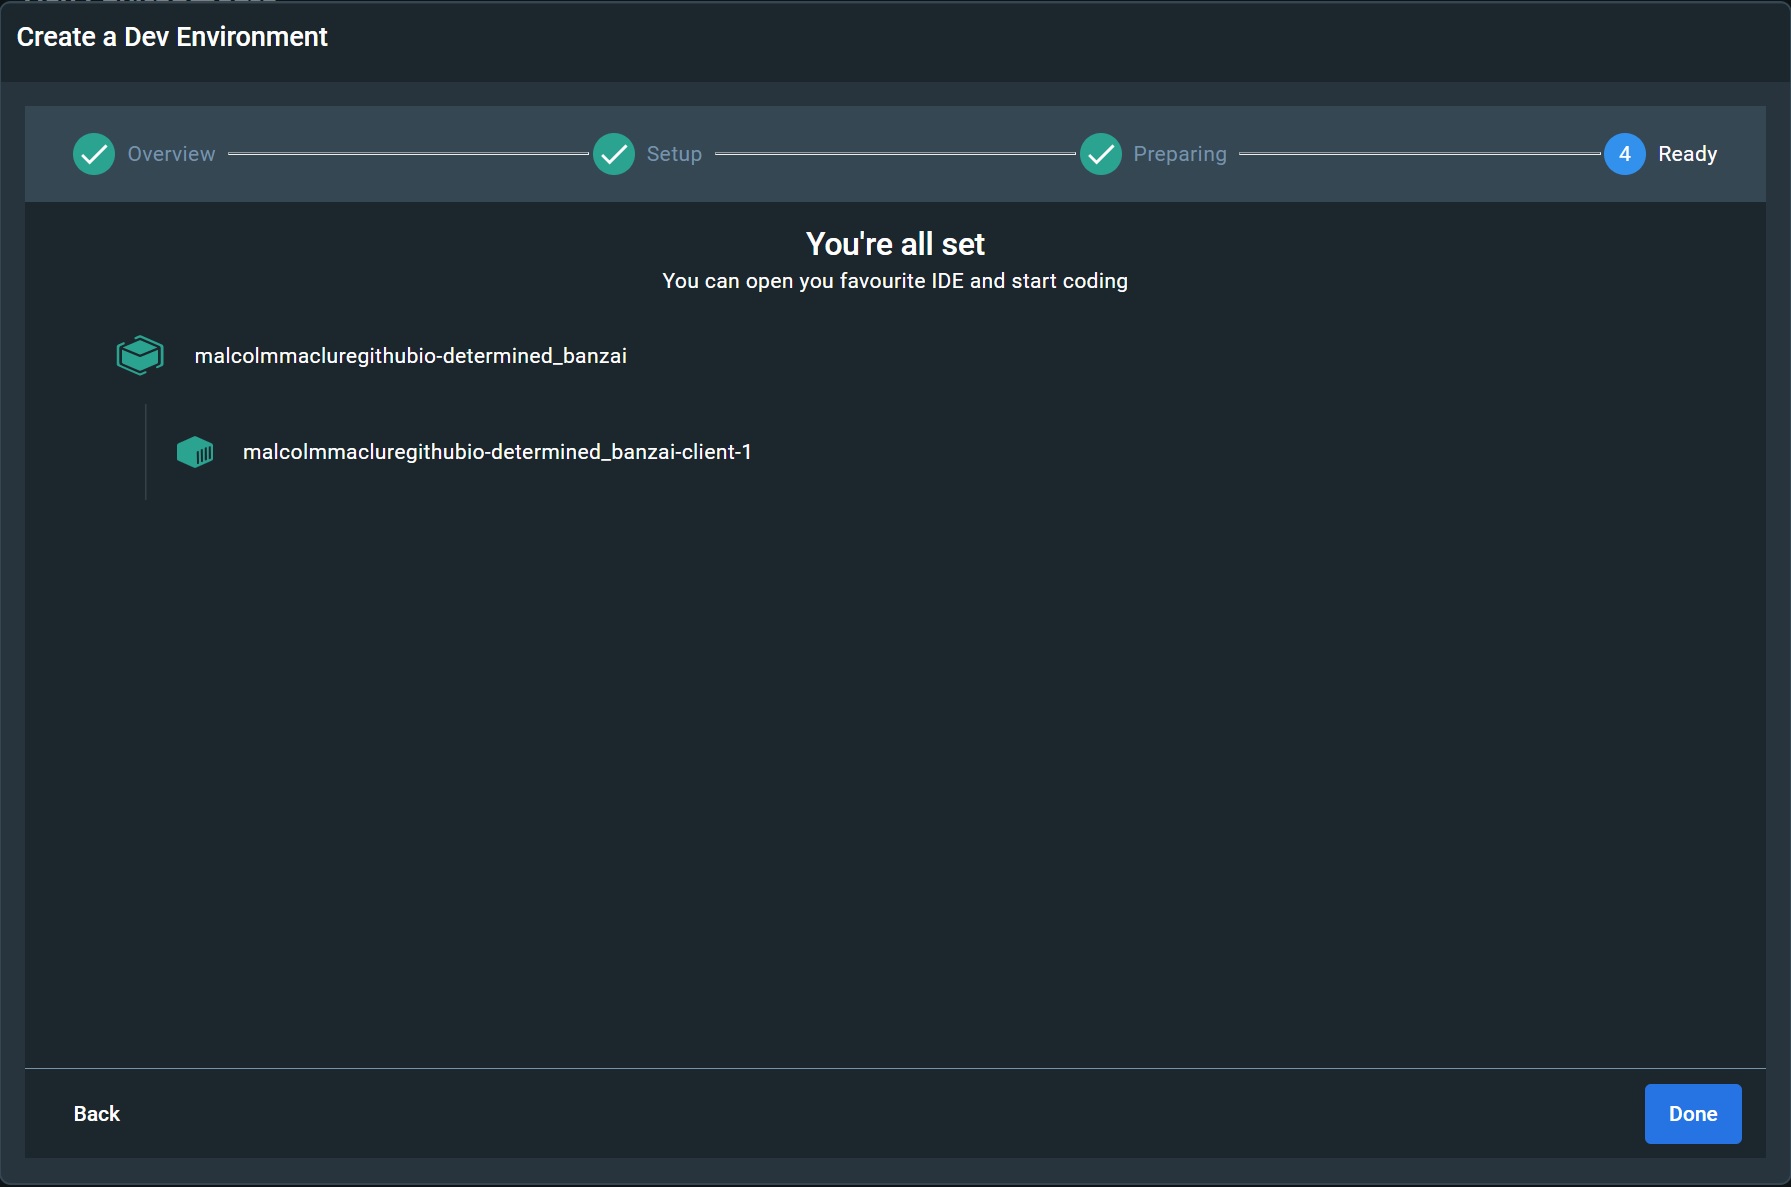 Create a Dev Environment
Overview
Setup
Preparing
4 Ready
You're all set
You can open you favourite IDE and start coding
malcolmmacluregithubio-determined_banzai
malcolmmacluregithubio-determined_banzai-client-1
Back
Done